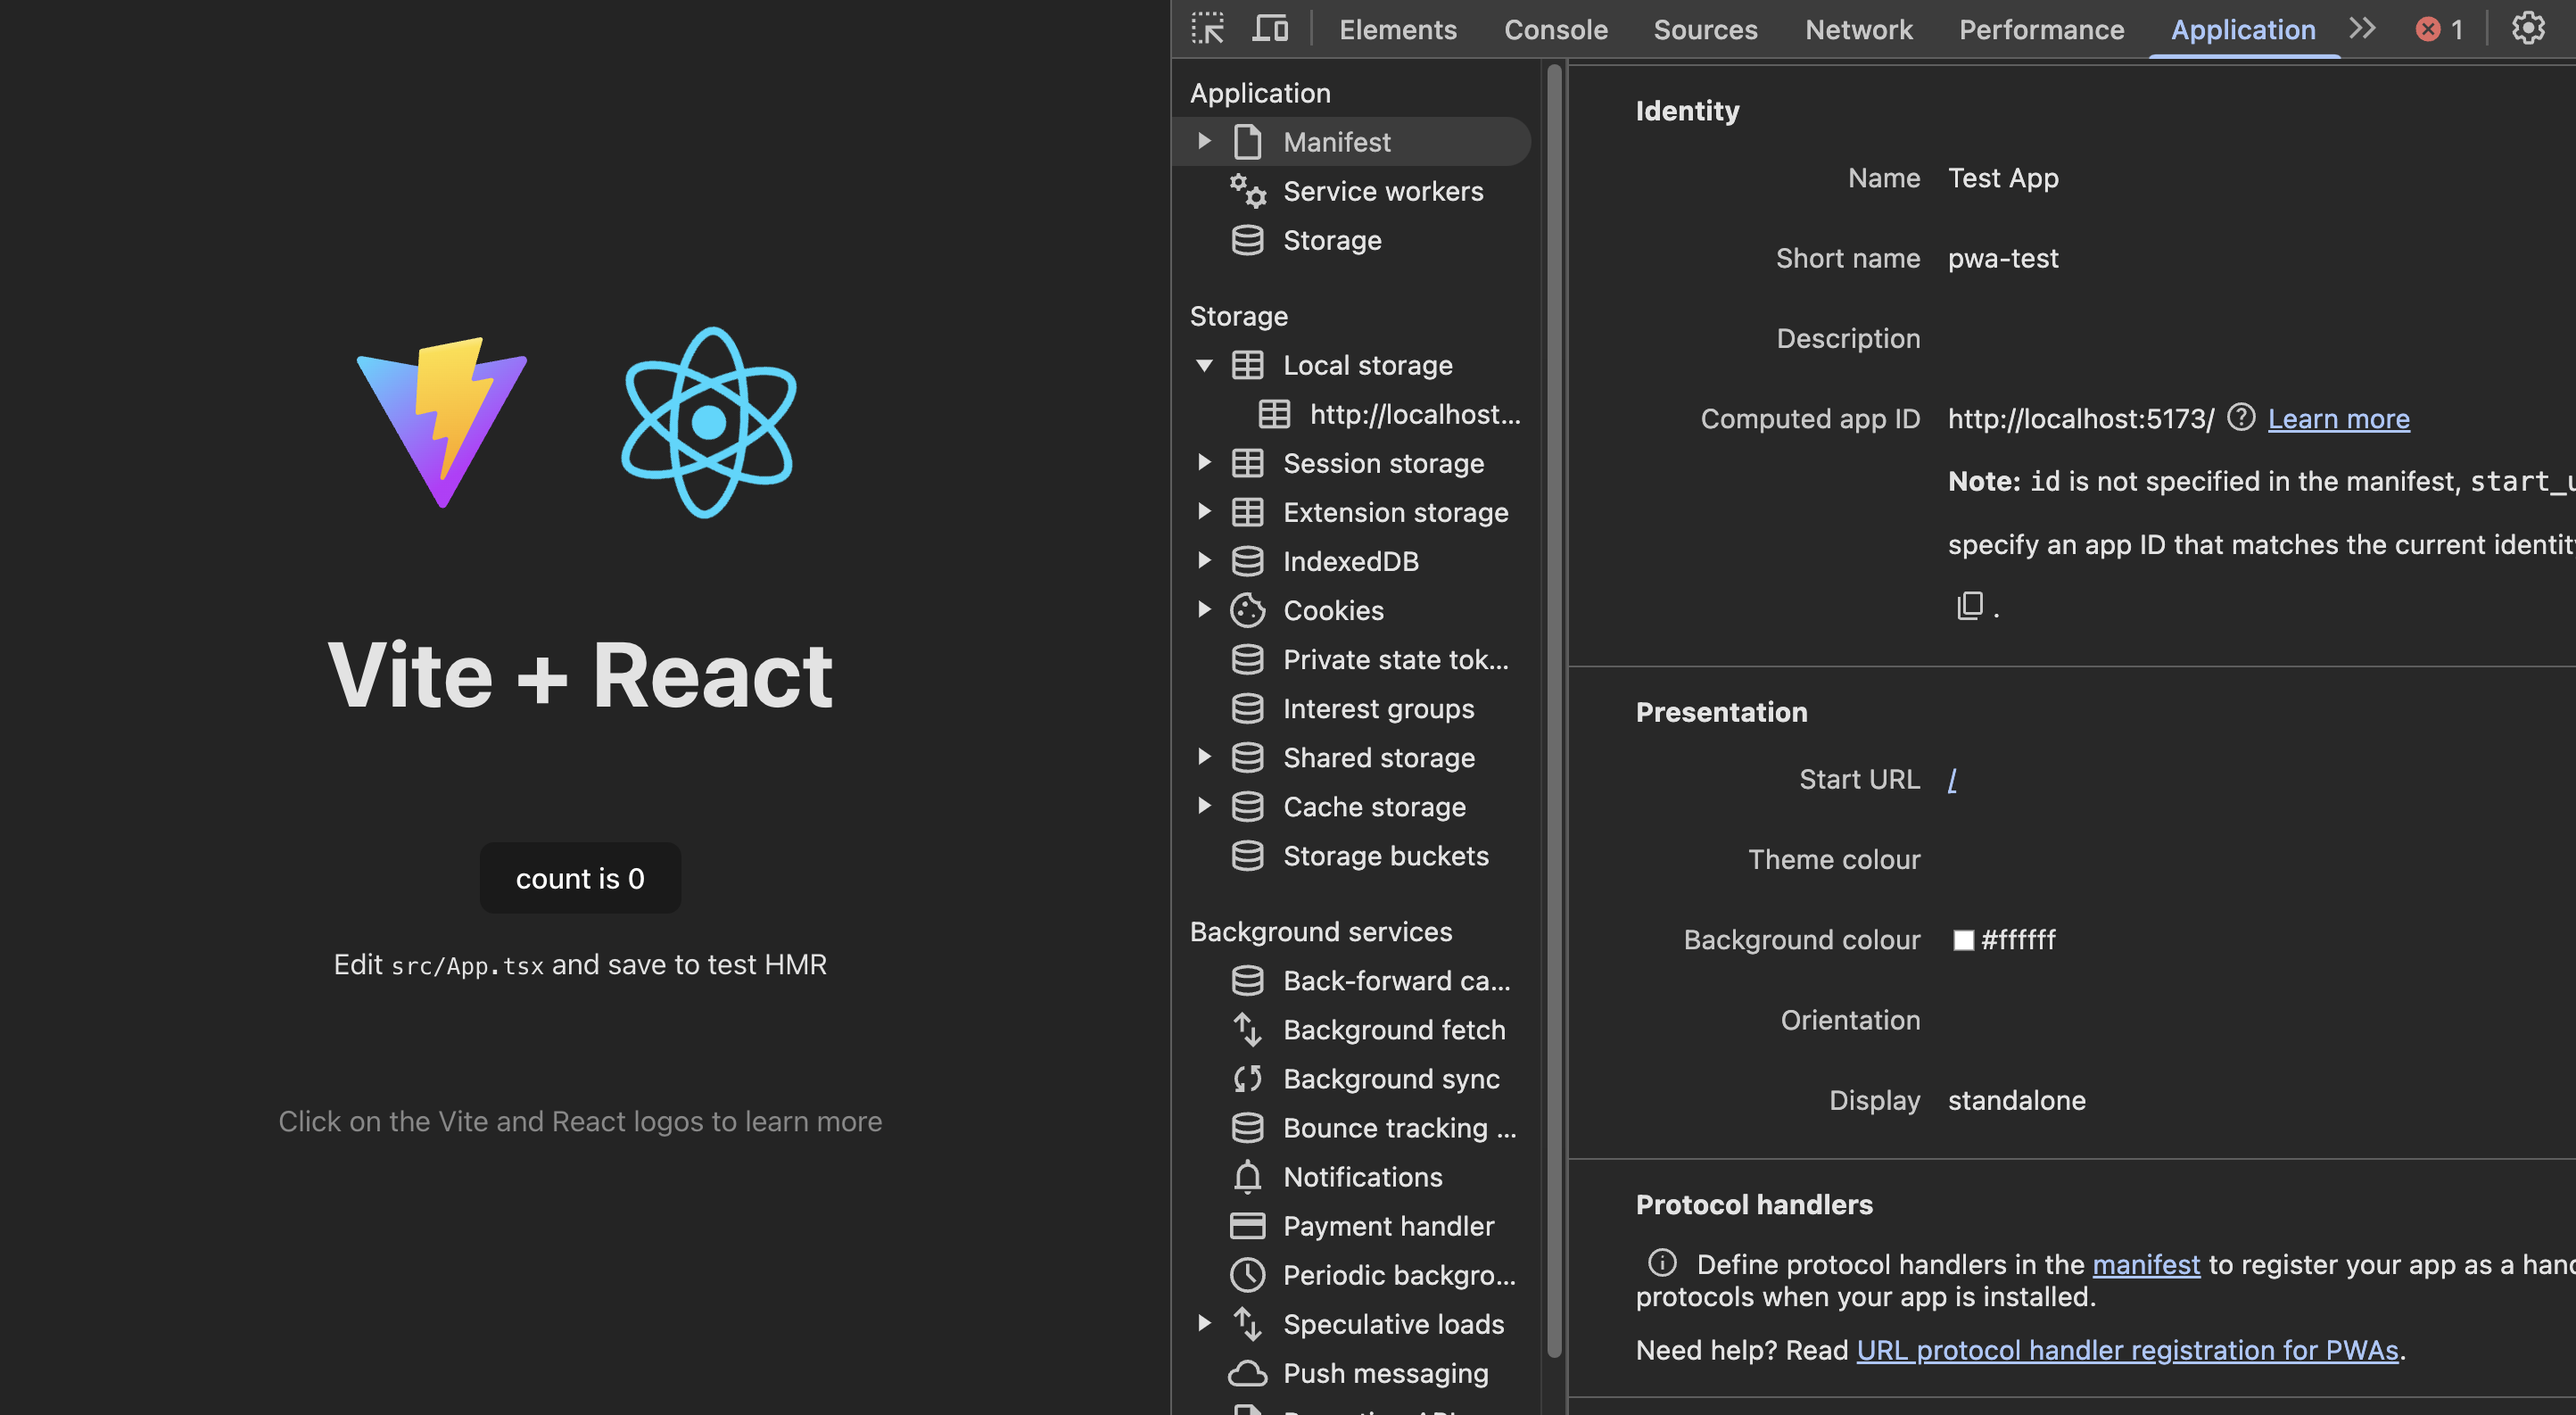 Vite + React
count is 0
Edit src/App.tsx and save to test HMR
Click on the Vite and React logos to learn more
Elements
Console
Sources
Network
Performance
Application
1
Application
Manifest
Service workers
Storage
Storage
Local storage
http://localhost...
Session storage
Extension storage
IndexedDB
Cookies
Private state tok...
Interest groups
Shared storage
Cache storage
Storage buckets
Background services
Back-forward ca...
Background fetch
Background sync
Bounce tracking ...
Notifications
Payment handler
Periodic backgro...
Speculative loads
Push messaging
Identity
Name Test App
Short name pwa-test
Description
Computed app ID http://localhost:5173/ Learn more
Note: id is not specified in the manifest, start_u
specify an app ID that matches the current identit
.
Presentation
Start URL /
Theme colour
Background colour #ffffff
Orientation
Display standalone
Protocol handlers
Define protocol handlers in the manifest to register your app as a han
protocols when your app is installed.
Need help? Read URL protocol handler registration for PWAs.